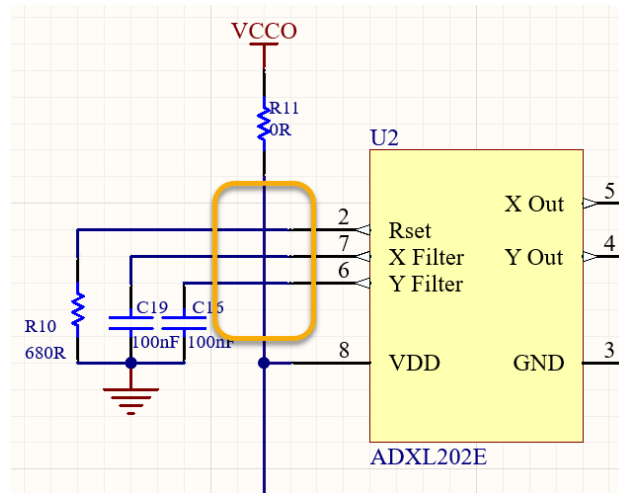 VCCO
R11
0R
U2
5
X Out
2
Rset
4
7
X Filter
Y Out
6
Y Filter
C19
C16
R10
100nF
100nF
680R
8
VDD
GND
3
ADXL202E